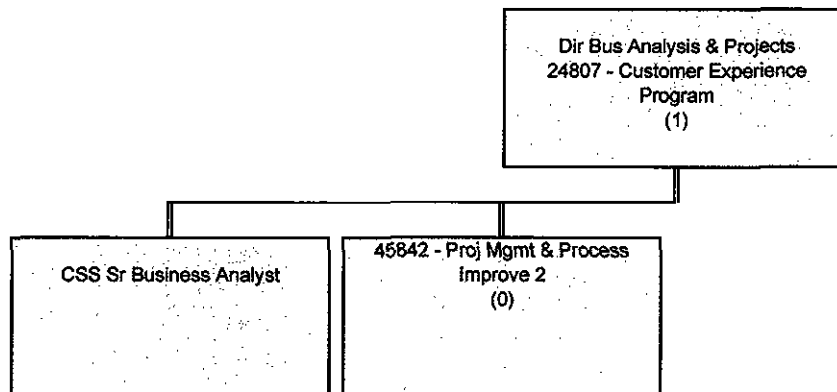 Dir Bus Analysis & Projects
24807 - Customer Experience
Program
(1)
CSS Sr Business Analyst
45842 - Proj Mgmt & Process
Improve 2
(0)